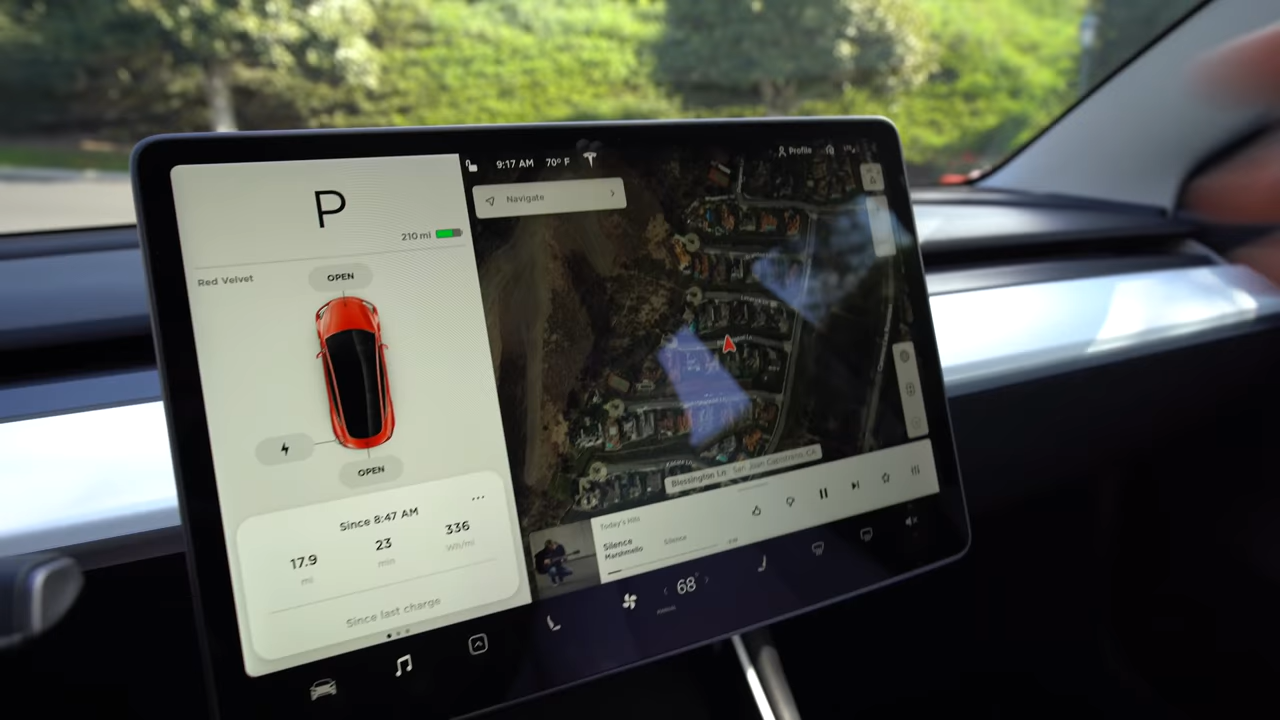 P
210 mi
Red Velvet
OPEN
OPEN
Since 8:47 AM
17.9
mi
23
min
336
Wh/mi
Since last charge
9:17 AM 70° F
Profile
LTE
Navigate
Blessington Ln San Juan Capistrano, CA
Today's Hits
Silence
Marshmello
Silence
68°